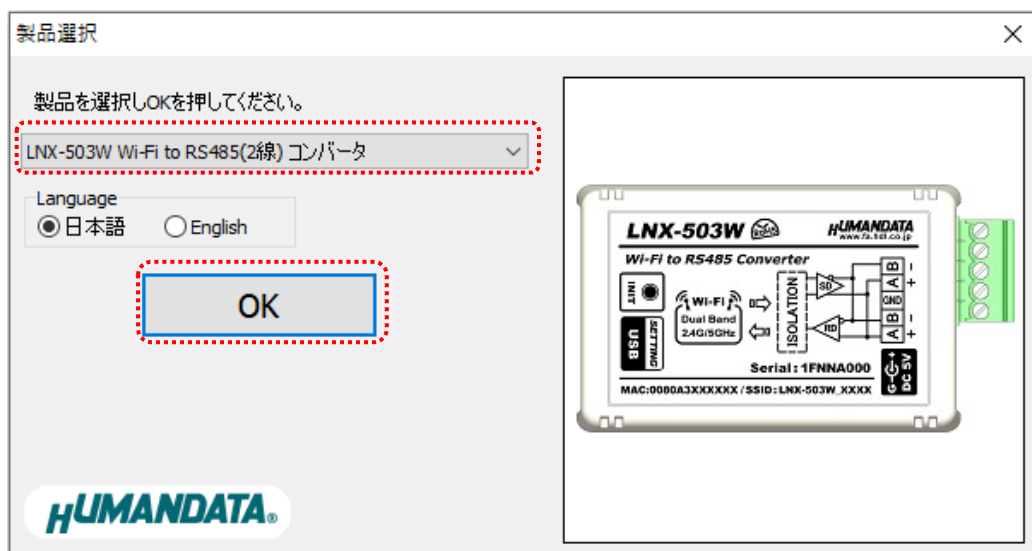 製品選択
製品を選択しOKを押してください。
LNX-503W Wi-Fi to RS485(2線) コンバータ
Language
日本語 English
OK
HUMANDATA®
LNX-503W RoHS HUMANDATA
www.fa.hdl.co.jp
Wi-Fi to RS485 Converter
INIT
SETTING
USB
Wi-Fi
Dual Band
2.4G/5GHz
ISOLATION
SD
RD
B -
A +
GND
B -
A +
G + DC 5V
Serial:1FNNA000
MAC:0080A3XXXXXX / SSID:LNX-503W_XXXX